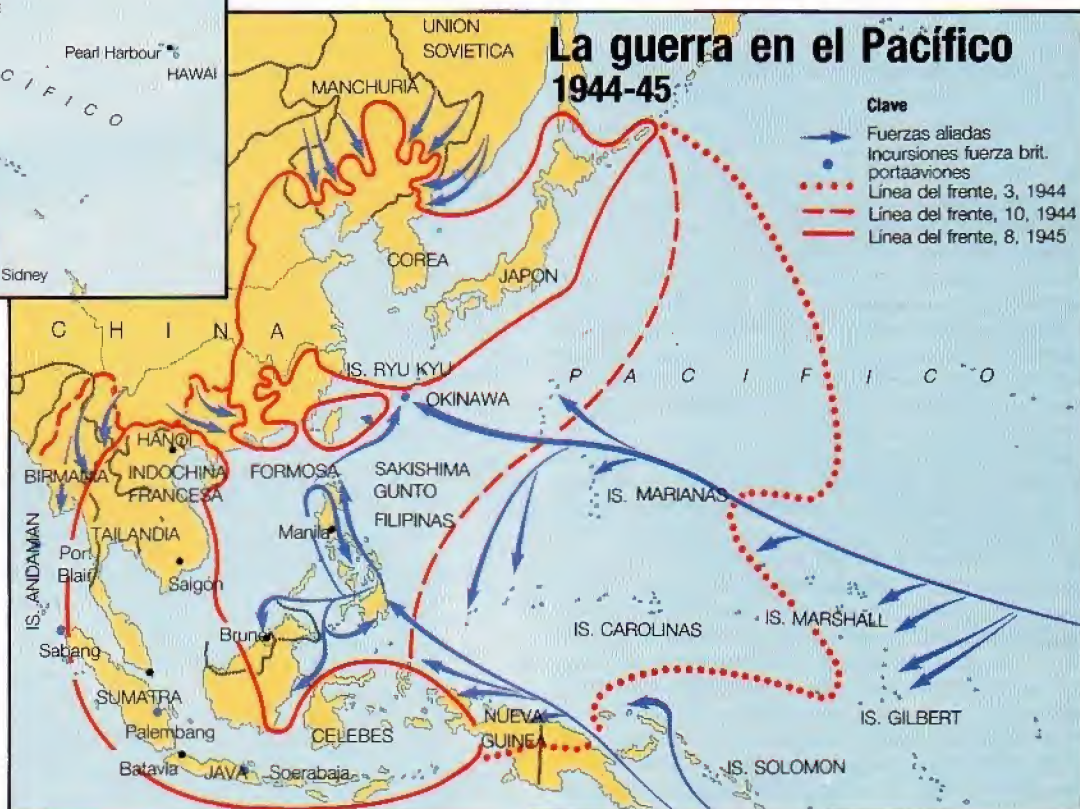 Pearl Harbour
HAWAI
C I F I C O
Sidney
La guerra en el Pacífico
1944-45
Clave
Fuerzas aliadas
Incursiones fuerza brit.
portaaviones
Línea del frente, 3, 1944
Línea del frente, 10, 1944
Línea del frente, 8, 1945
UNION
SOVIETICA
MANCHURIA
COREA
JAPON
C H I N A
IS. RYU KYU
P A C I F I C O
OKINAWA
HANOI
BIRMANIA
INDOCHINA
FRANCESA
FORMOSA
SAKISHIMA
GUNTO
FILIPINAS
IS. MARIANAS
TAILANDIA
Manila
IS. ANDAMAN
Port
Blair
Saigón
Sabang
Brunei
IS. CAROLINAS
IS. MARSHALL
SUMATRA
Palembang
CELEBES
NUEVA
GUINEA
IS. GILBERT
Batavia
JAVA
Soerabaja
IS. SOLOMON